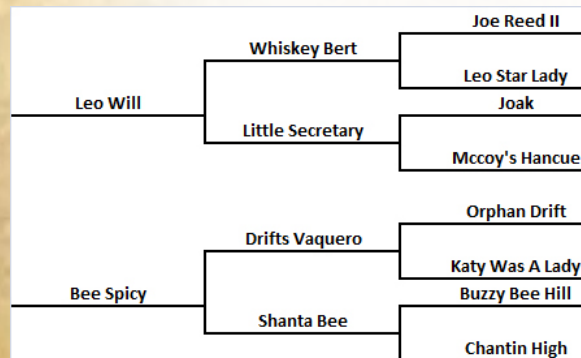 Joe Reed II
Whiskey Bert
Leo Star Lady
Leo Will
Joak
Little Secretary
Mccoy's Hancue
Orphan Drift
Drifts Vaquero
Katy Was A Lady
Bee Spicy
Buzzy Bee Hill
Shanta Bee
Chantin High